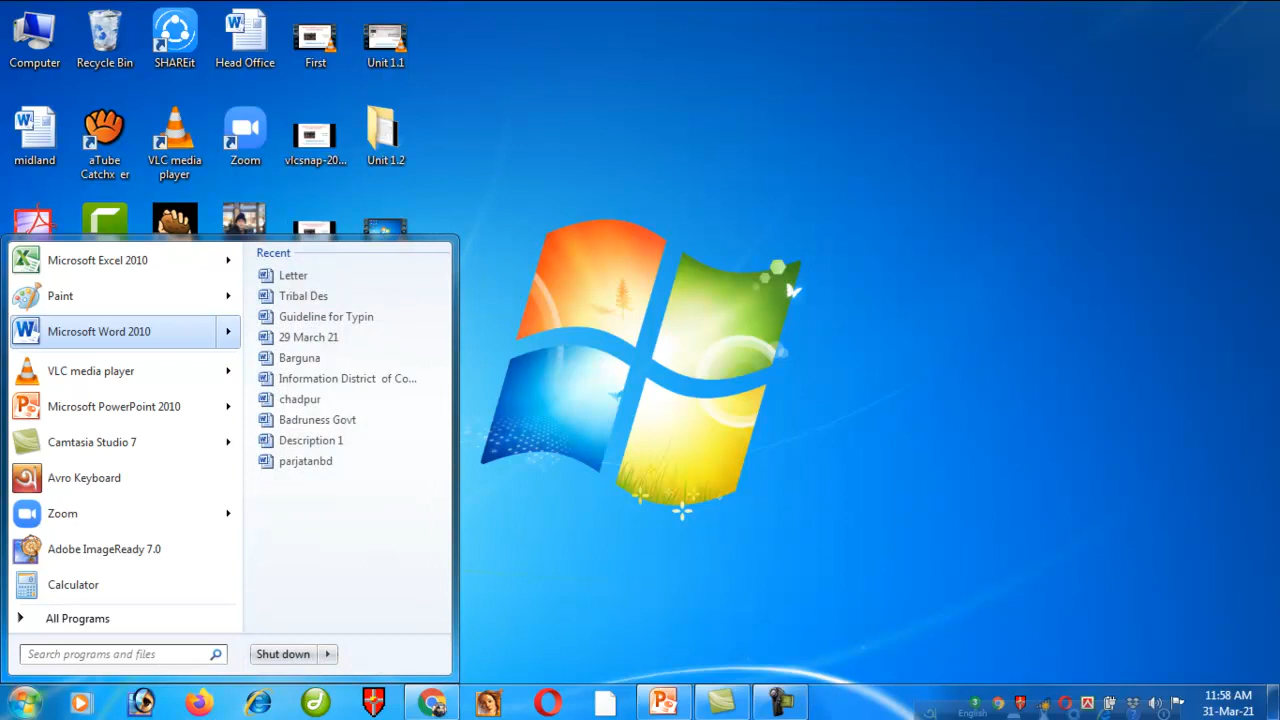 Computer
Recycle Bin
SHAREit
Head Office
First
Unit 1.1
midland
aTube
Catchx er
VLC media
player
Zoom
vlcsnap-20...
Unit 1.2
Microsoft Excel 2010
Paint
Microsoft Word 2010
VLC media player
Microsoft PowerPoint 2010
Camtasia Studio 7
Avro Keyboard
Zoom
Adobe ImageReady 7.0
Calculator
All Programs
Search programs and files
Recent
Letter
Tribal Des
Guideline for Typin
29 March 21
Barguna
Information District of Co...
chadpur
Badruness Govt
Description 1
parjatanbd
Shut down
English
11:58 AM
31-Mar-21